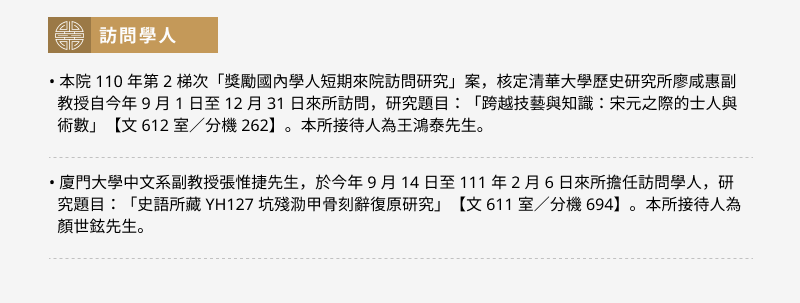 訪問學人
• 本院 110 年第 2 梯次「獎勵國內學人短期來院訪問研究」案，核定清華大學歷史研究所廖咸惠副
教授自今年 9 月 1 日至 12 月 31 日來所訪問，研究題目：「跨越技藝與知識：宋元之際的士人與
術數」【文 612 室／分機 262】。本所接待人為王鴻泰先生。
• 廈門大學中文系副教授張惟捷先生，於今年 9 月 14 日至 111 年 2 月 6 日來所擔任訪問學人，研
究題目：「史語所藏 YH127 坑殘泐甲骨刻辭復原研究」【文 611 室／分機 694】。本所接待人為
顏世鉉先生。